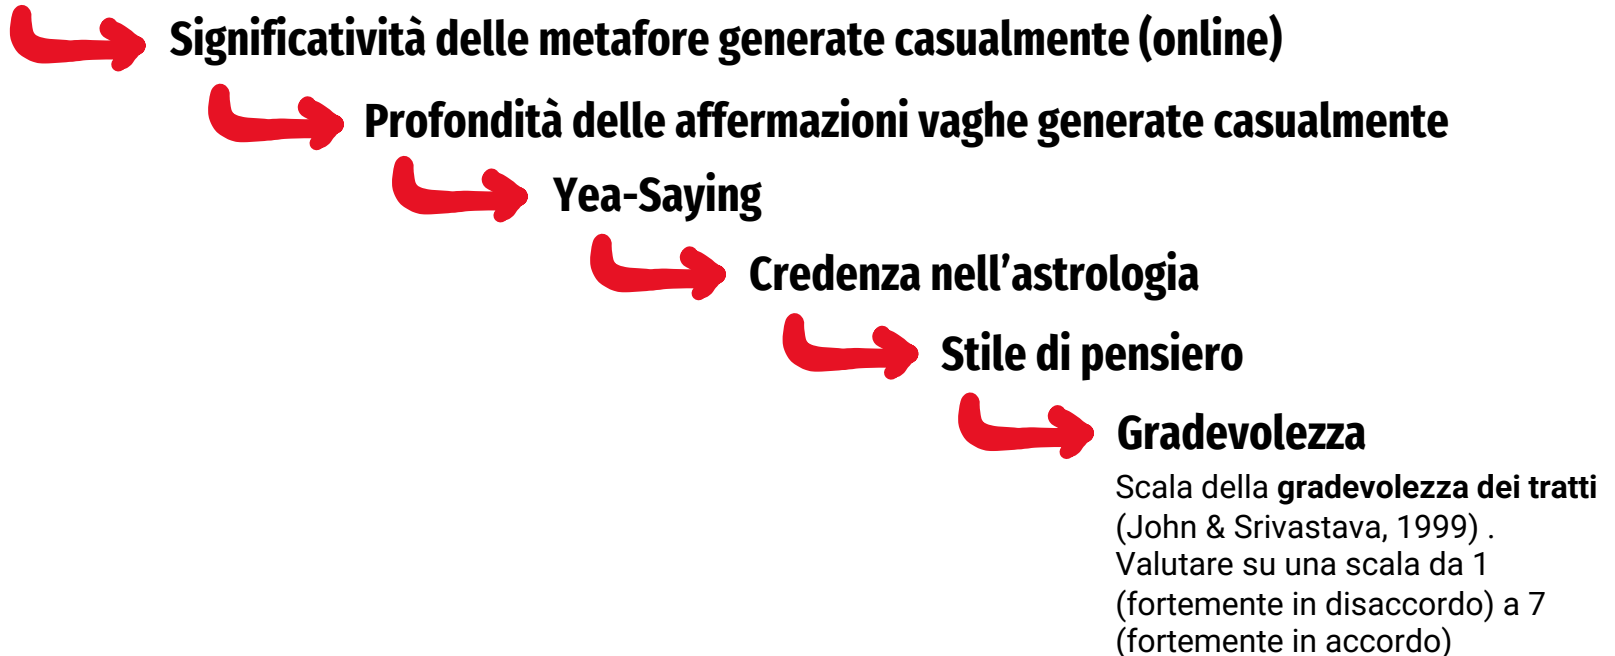 Significatività delle metafore generate casualmente (online)
Profondità delle affermazioni vaghe generate casualmente
Yea-Saying
Credenza nell’astrologia
Stile di pensiero
Gradevolezza
Scala della gradevolezza dei tratti
(John & Srivastava, 1999) .
Valutare su una scala da 1
(fortemente in disaccordo) a 7
(fortemente in accordo)